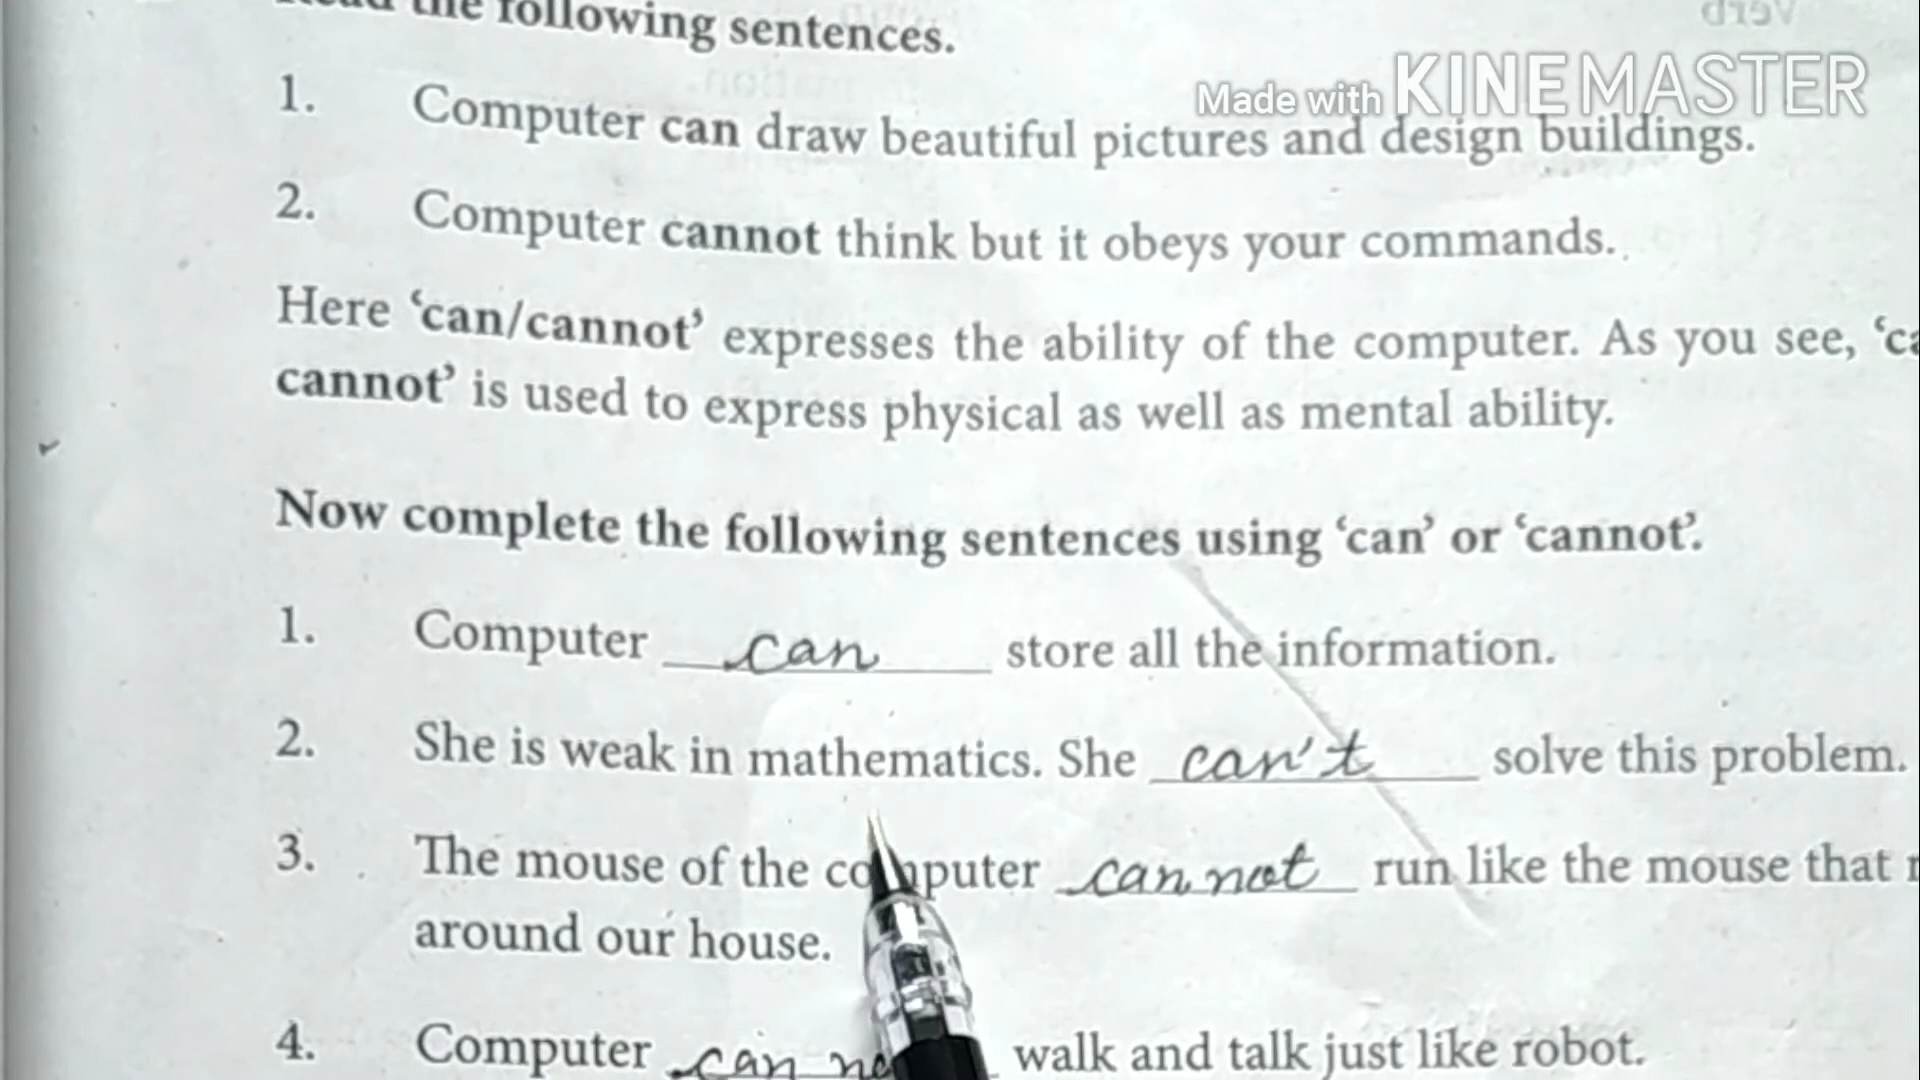 the following sentences.
Verb
Made with KINEMASTER
1. Computer can draw beautiful pictures and design buildings.
2. Computer cannot think but it obeys your commands.
Here ‘can/cannot’ expresses the ability of the computer. As you see,
cannot’ is used to express physical as well as mental ability.
Now complete the following sentences using ‘can’ or ‘cannot’.
1. Computer can store all the information.
2. She is weak in mathematics. She can't solve this problem.
3. The mouse of the computer can not run like the mouse that
around our house.
4. Computer can walk and talk just like robot.